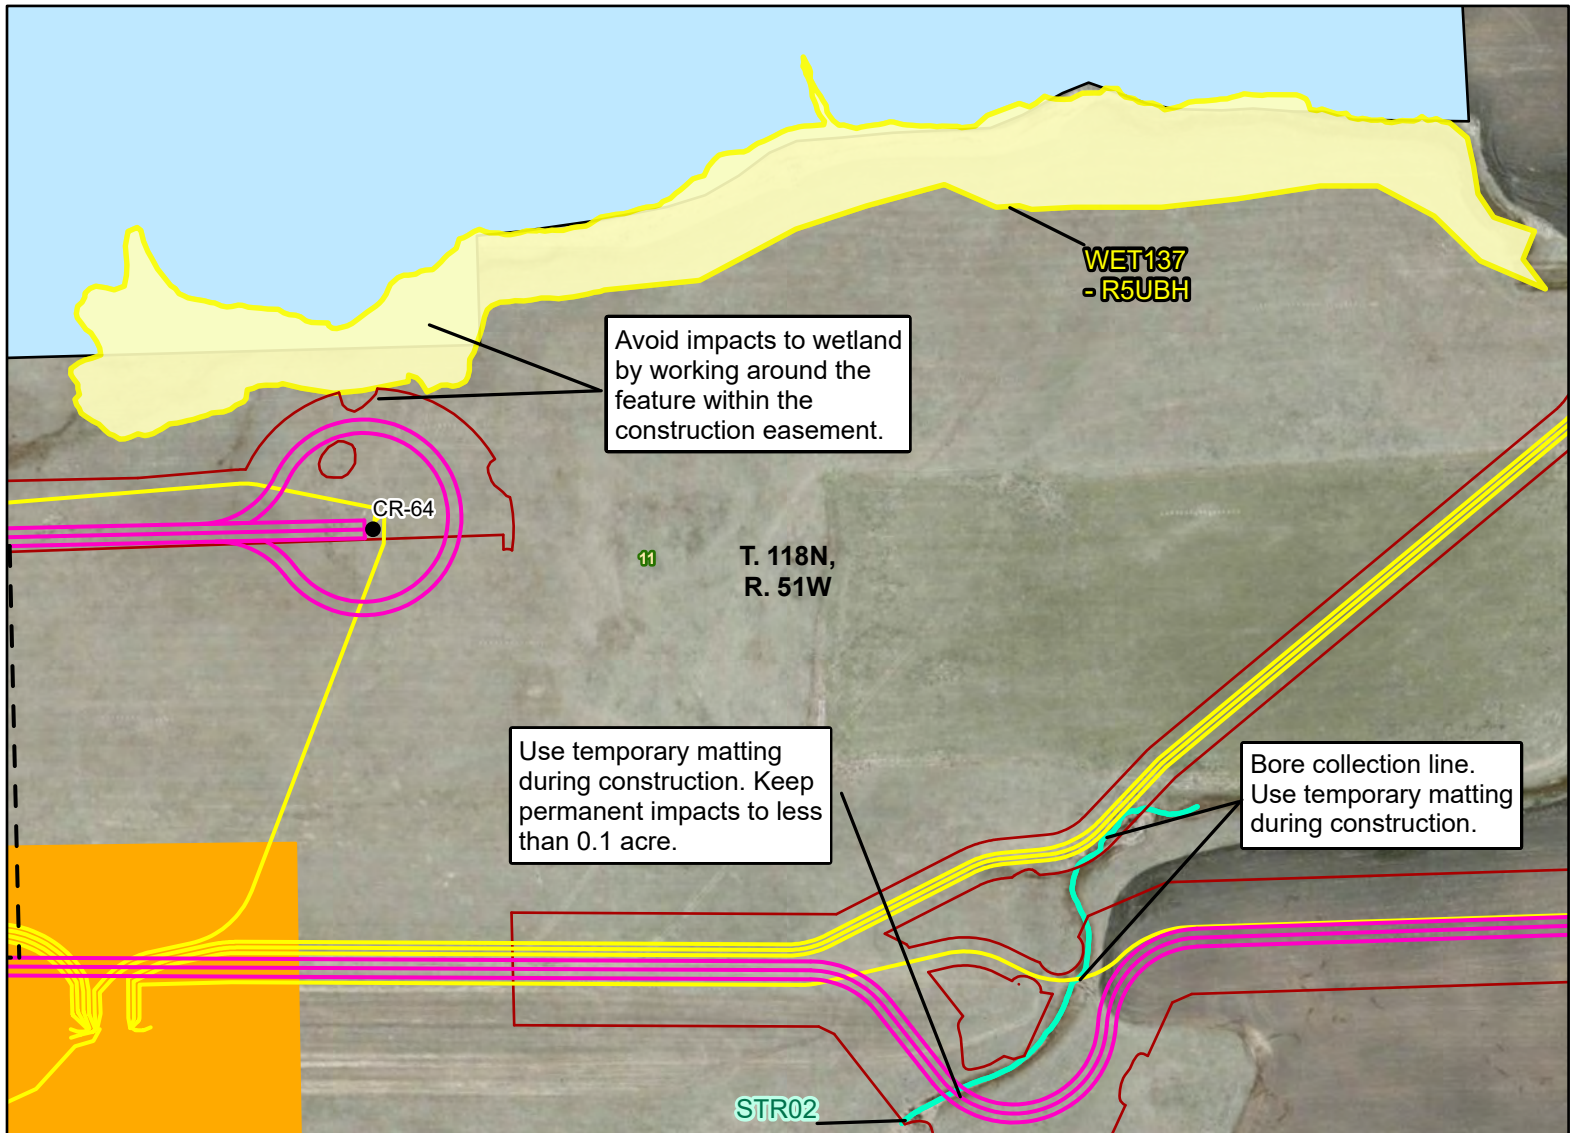 WET137
- R5UBH
Avoid impacts to wetland
by working around the
feature within the
construction easement.
CR-64
11
T. 118N,
R. 51W
Use temporary matting
during construction. Keep
permanent impacts to less
than 0.1 acre.
Bore collection line.
Use temporary matting
during construction.
STR02